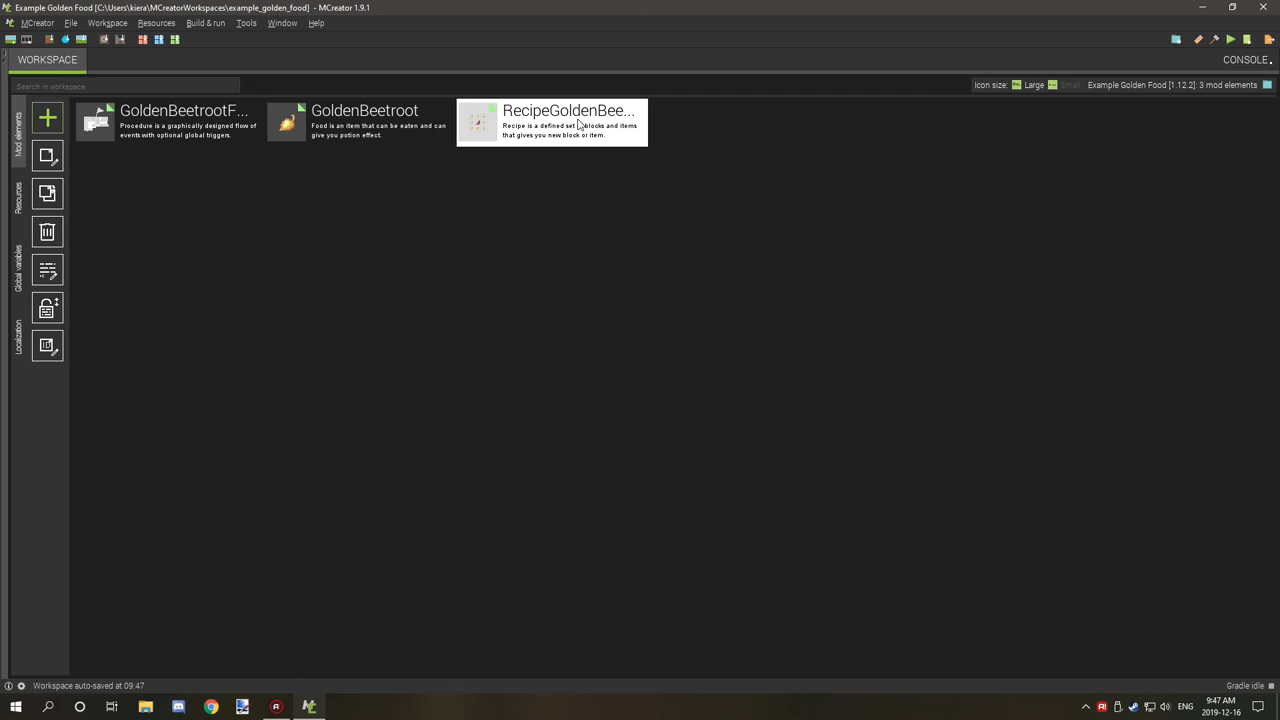 Example Golden Food [C:\Users\kiera\MCreatorWorkspaces\example_golden_food] - MCreator 1.9.1
MCreator File Workspace Resources Build & run Tools Window Help
WORKSPACE
CONSOLE
Search in workspace
Icon size: Large Small Example Golden Food [1.12.2]: 3 mod elements
Mod elements
Resources
Global variables
Localization
GoldenBeetrootF...
Procedure is a graphically designed flow of
events with optional global triggers.
GoldenBeetroot
Food is an item that can be eaten and can
give you potion effect.
RecipeGoldenBee...
Recipe is a defined set blocks and items
that gives you new block or item.
Workspace auto-saved at 09:47
Gradle idle
ENG
9:47 AM
2019-12-16